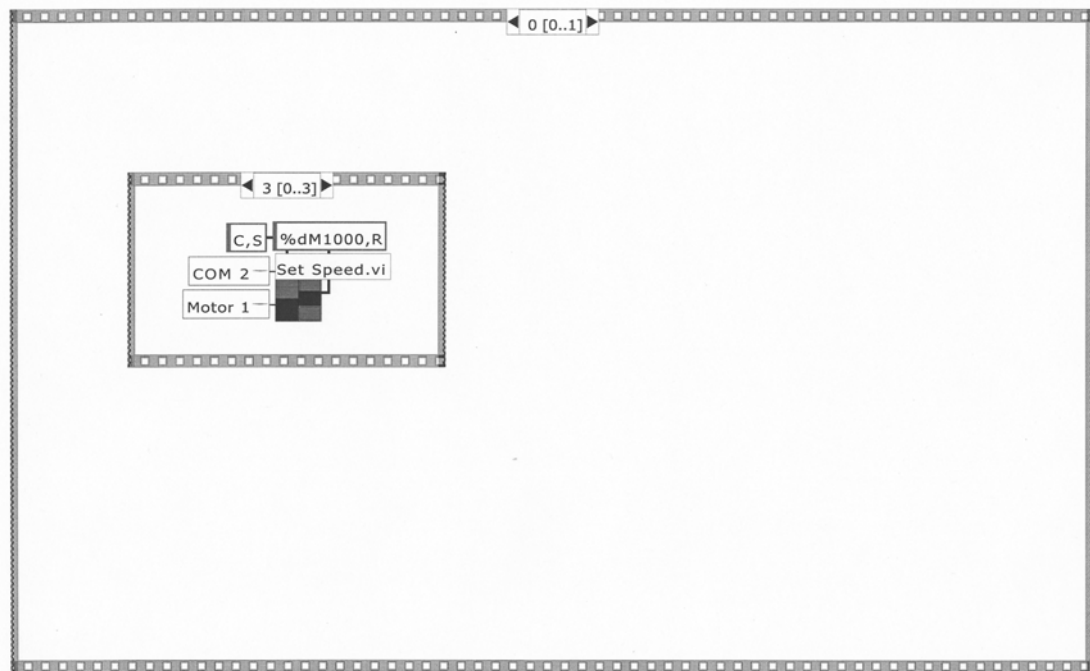 0 [0..1]
3 [0..3]
C,S %dM1000,R
COM 2 Set Speed.vi
Motor 1